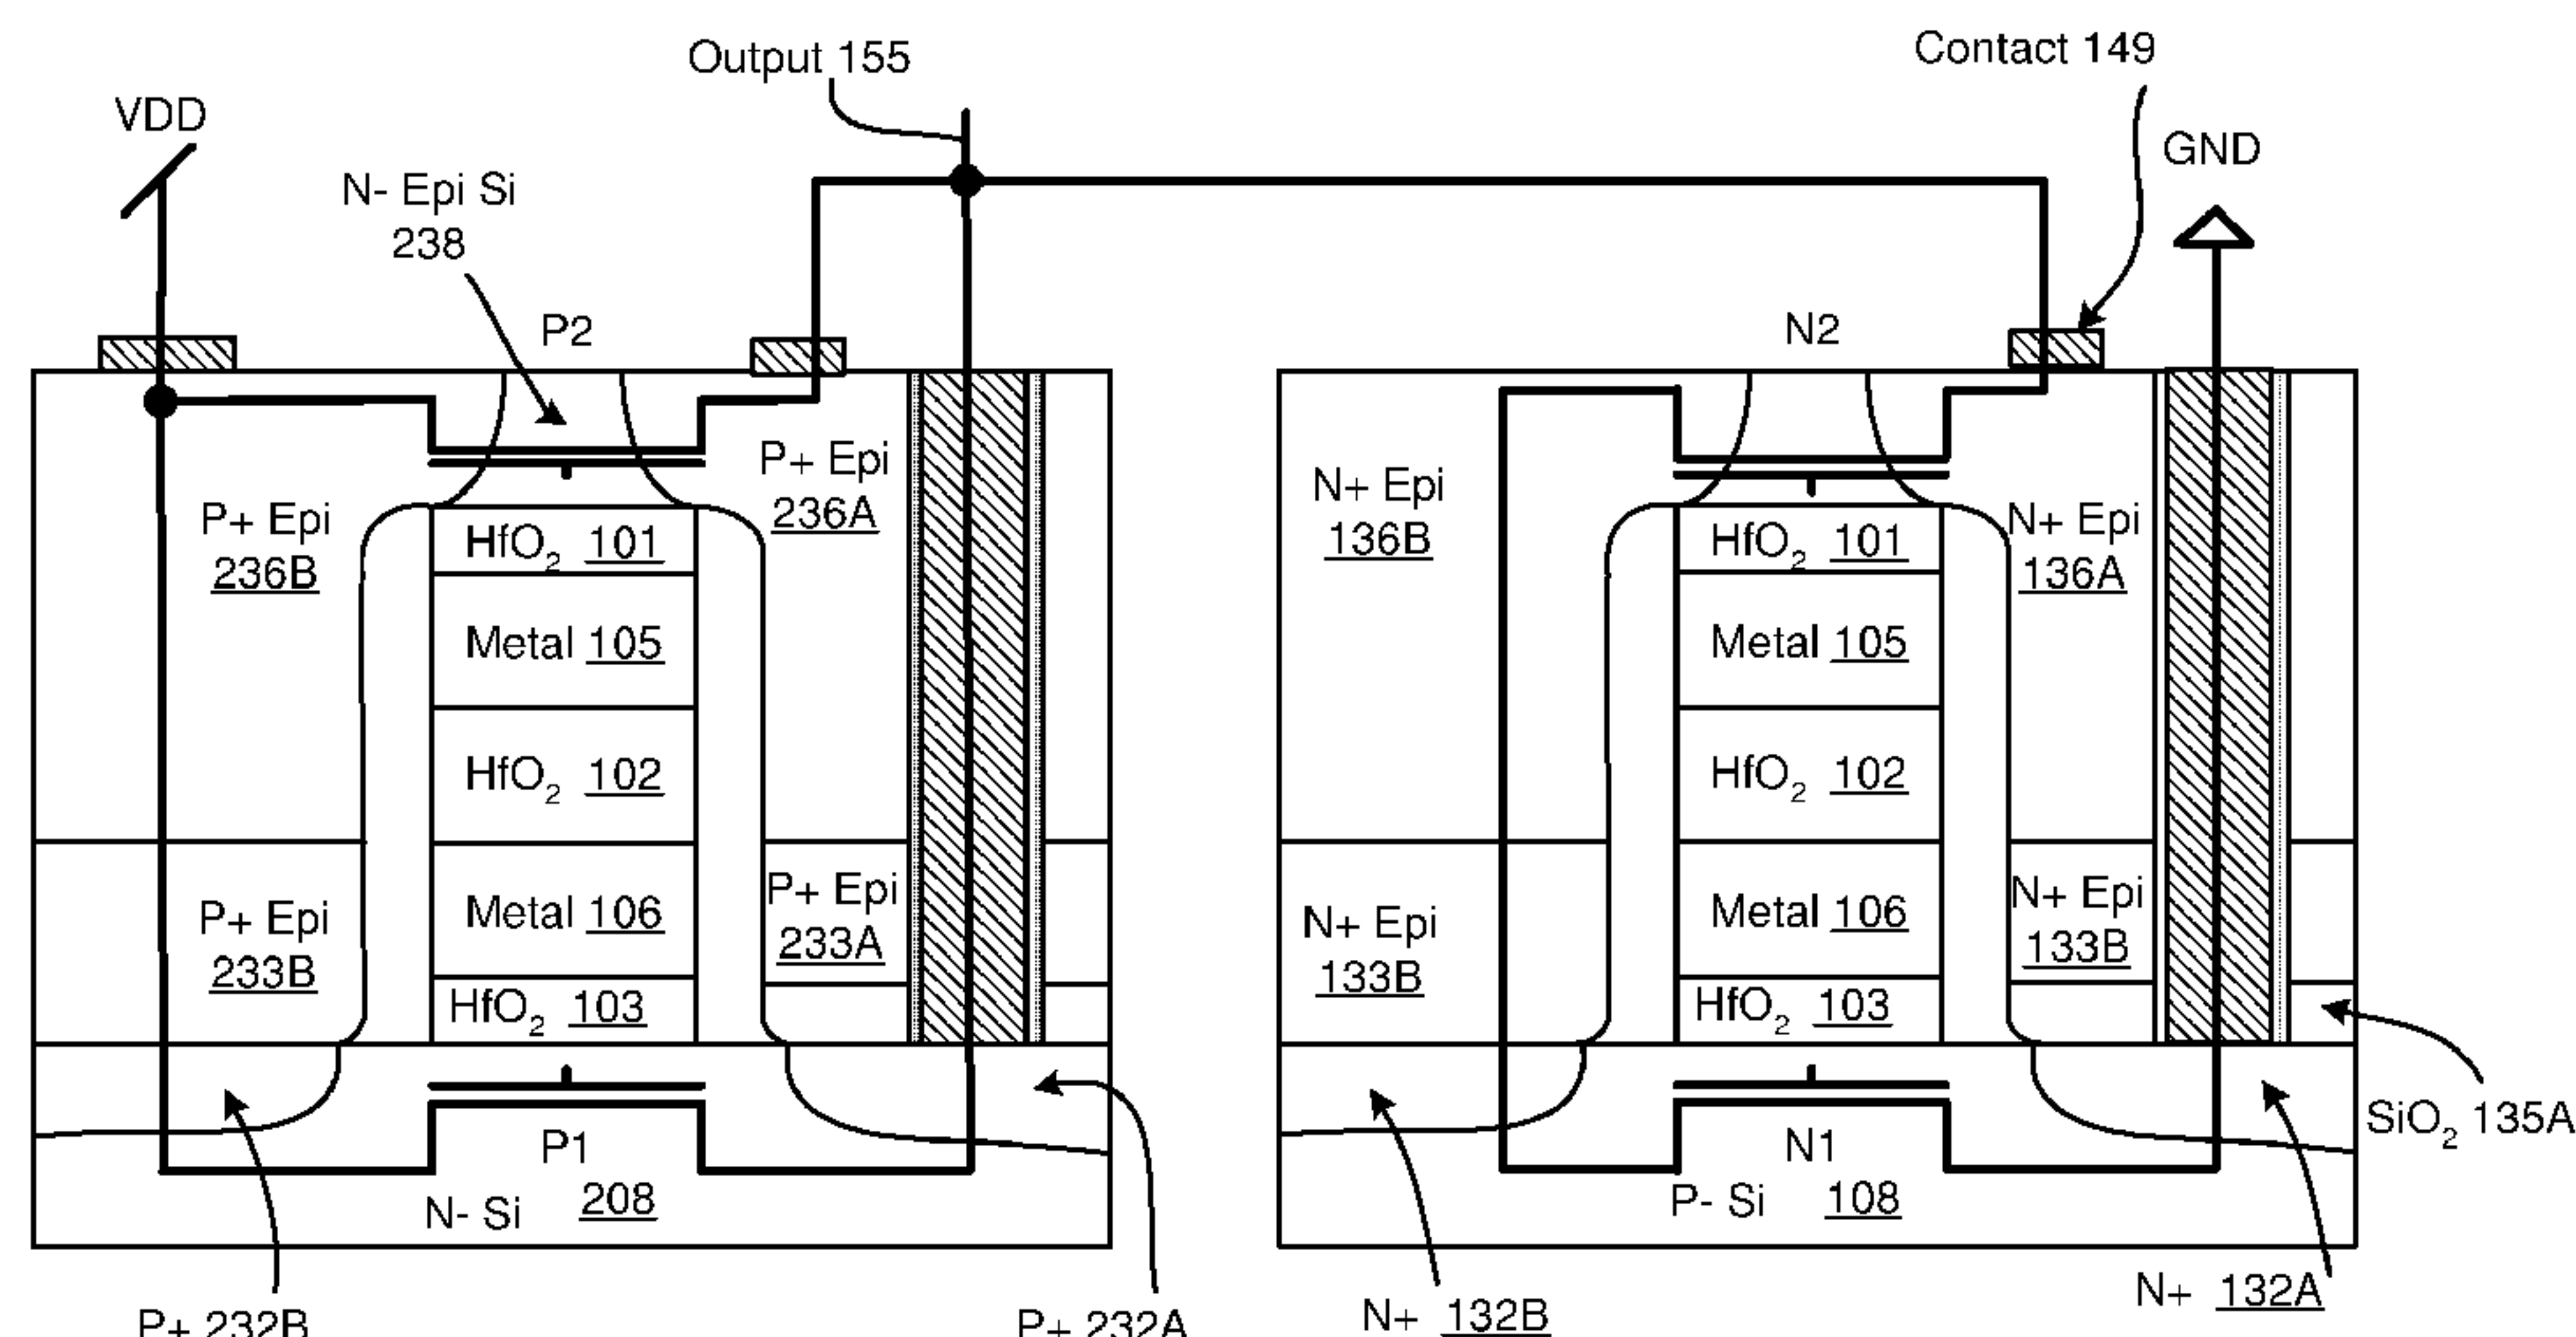 Output 155
Contact 149
VDD
GND
N- Epi Si
238
P2
N2
P+ Epi
236A
P+ Epi
236B
HfO2 101
Metal 105
HfO2 102
Metal 106
HfO2 103
P+ Epi
233B
P+ Epi
233A
P1
208
N- Si
P+ 232B
P+ 232A
N+ Epi
136B
N+ Epi
136A
HfO2 101
Metal 105
HfO2 102
Metal 106
HfO2 103
N+ Epi
133B
N+ Epi
133B
SiO2 135A
N1
P- Si 108
N+ 132B
N+ 132A